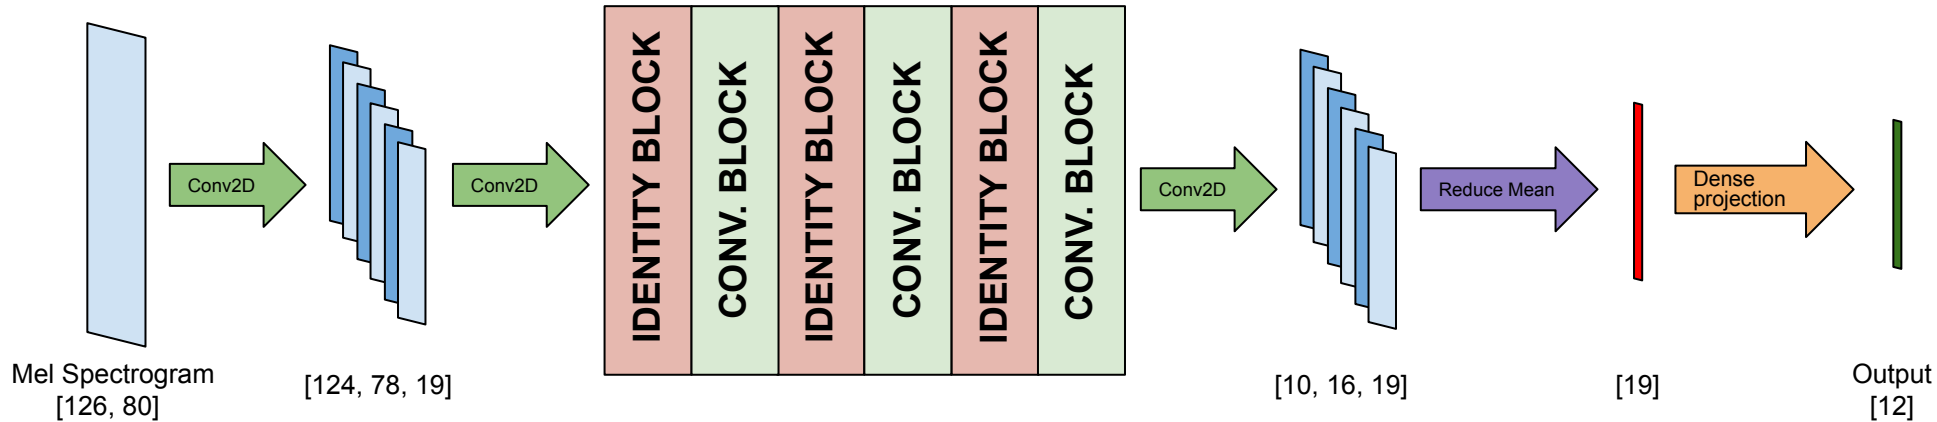 Mel Spectrogram
[126, 80]
Conv2D
[124, 78, 19]
Conv2D
IDENTITY BLOCK
CONV. BLOCK
IDENTITY BLOCK
CONV. BLOCK
IDENTITY BLOCK
CONV. BLOCK
Conv2D
[10, 16, 19]
Reduce Mean
[19]
Dense
projection
Output
[12]